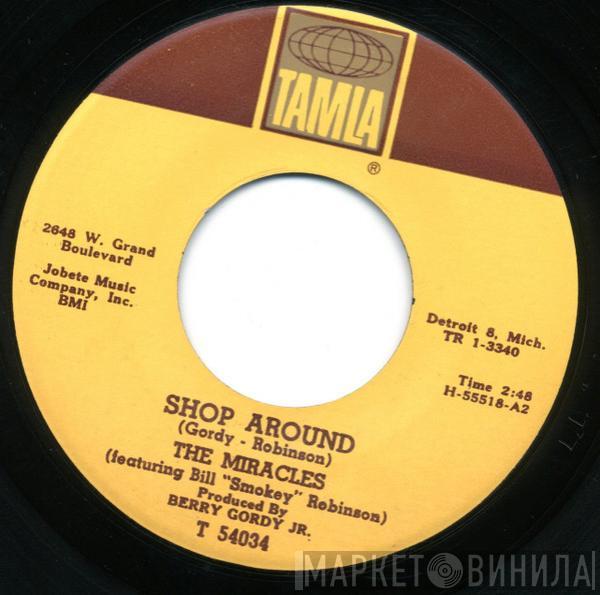 TAMLA
®
2648 W. Grand
Boulevard
Jobete Music
Company, Inc.
BMI
Detroit 8, Mich.
TR 1-3340
Time 2:48
H-55518-A2
SHOP AROUND
(Gordy - Robinson)
THE MIRACLES
(featuring Bill "Smokey" Robinson)
Produced By
BERRY GORDY JR.
T 54034
МАРКЕТ ВИНИЛА